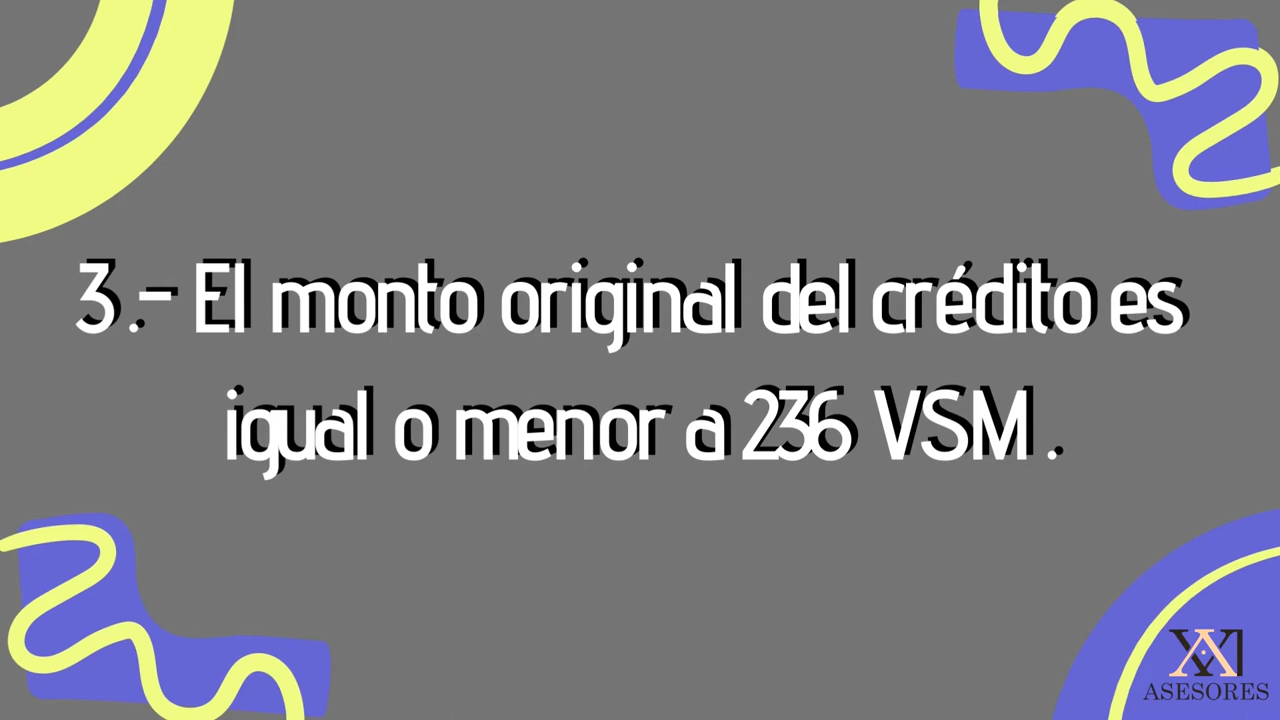 3.- El monto original del crédito es
igual o menor a 236 VSM.
ASESORES